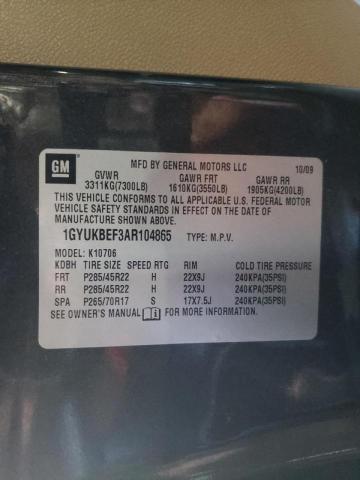 GM
MFD BY GENERAL MOTORS LLC 10/09
GVWR GAWR FRT GAWR RR
3311KG(7300LB) 1610KG(3550LB) 1905KG(4200LB)
THIS VEHICLE CONFORMS TO ALL APPLICABLE U.S. FEDERAL MOTOR
VEHICLE SAFETY STANDARDS IN EFFECT ON THE DATE OF
MANUFACTURE SHOWN ABOVE.
1GYUKBEF3AR104865 TYPE: M.P.V.
MODEL: K10706
KDBH TIRE SIZE SPEED RTG RIM COLD TIRE PRESSURE
FRT P285/45R22 H 22X9J 240KPA(35PSI)
RR P285/45R22 H 22X9J 240KPA(35PSI)
SPA P265/70R17 S 17X7.5J 240KPA(35PSI)
SEE OWNER'S MANUAL FOR MORE INFORMATION.